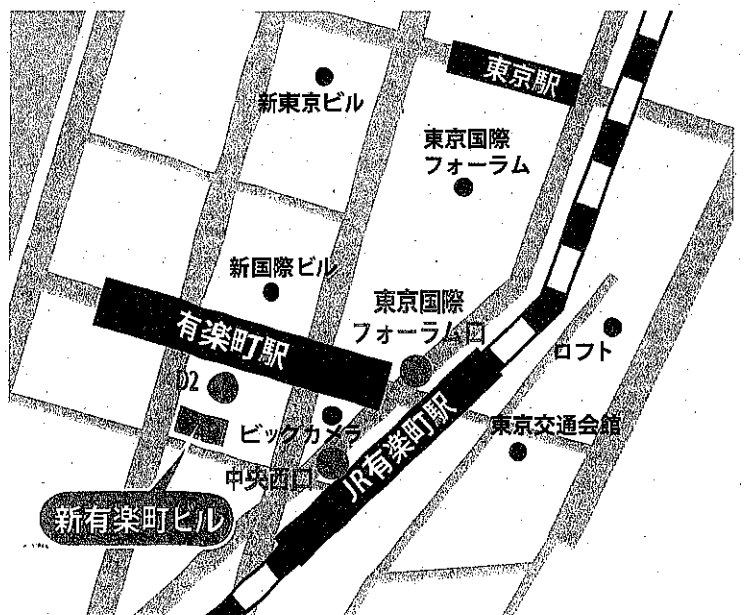 東京駅
新東京ビル
東京国際
フォーラム
新国際ビル
東京国際
フォーラム口
有楽町駅
ロフト
D2
ビックカメラ
東京交通会館
JR有楽町駅
中央西口
新有楽町ビル